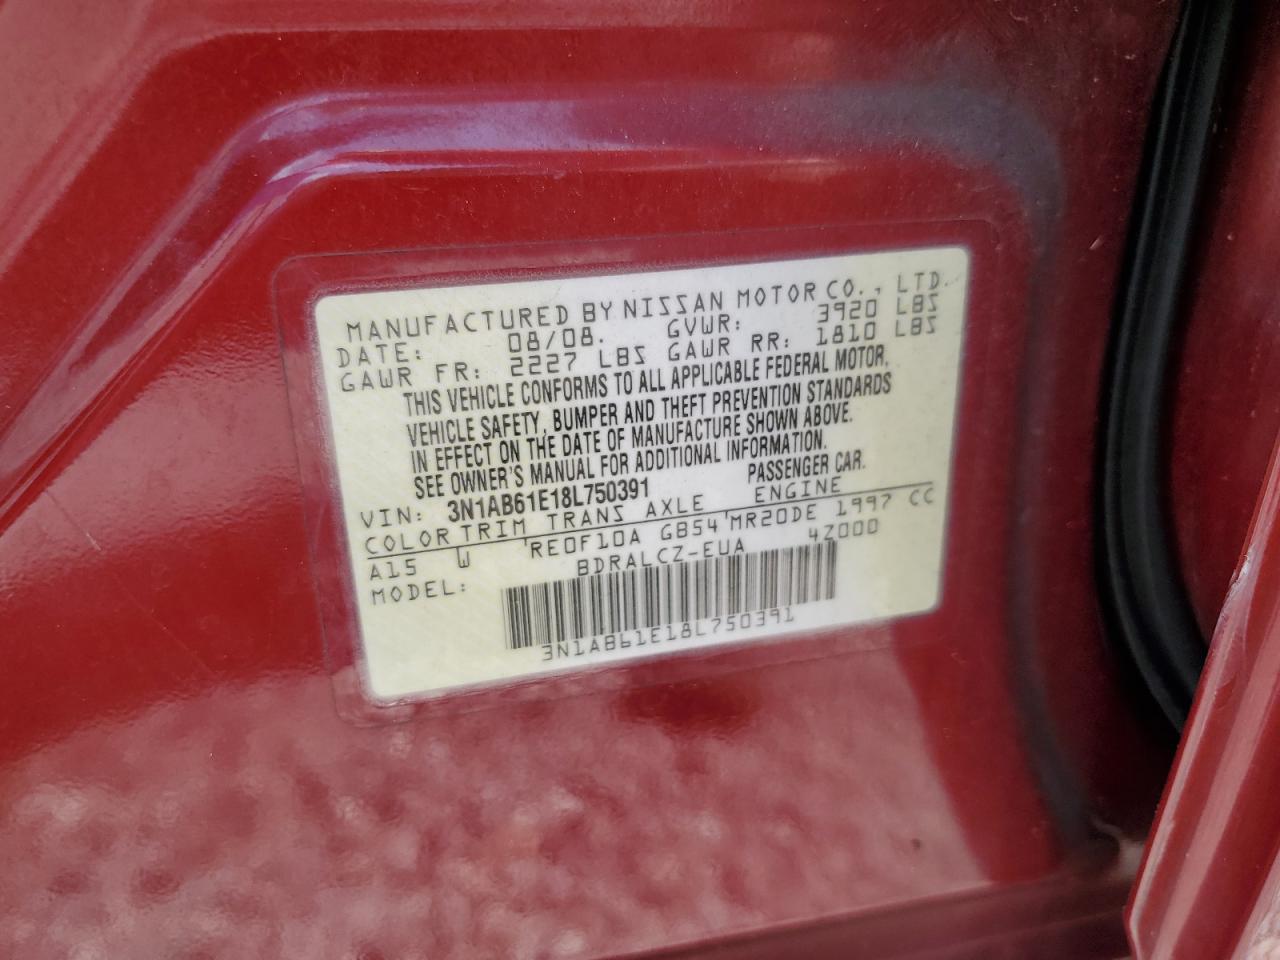 MANUFACTURED BY NISSAN MOTOR CO., LTD.
DATE: 08/08. GVWR: 3920 LBS
GAWR FR: 2227 LBS GAWR RR: 1810 LBS
THIS VEHICLE CONFORMS TO ALL APPLICABLE FEDERAL MOTOR,
VEHICLE SAFETY, BUMPER AND THEFT PREVENTION STANDARDS
IN EFFECT ON THE DATE OF MANUFACTURE SHOWN ABOVE.
SEE OWNER'S MANUAL FOR ADDITIONAL INFORMATION.
VIN: 3N1AB61E18L750391 PASSENGER CAR.
COLOR TRIM TRANS AXLE ENGINE
A15 W RE0F10A GB54 MR20DE 1997 CC
MODEL: BDRALCZ-EUA 4Z000
3N1AB61E18L750391